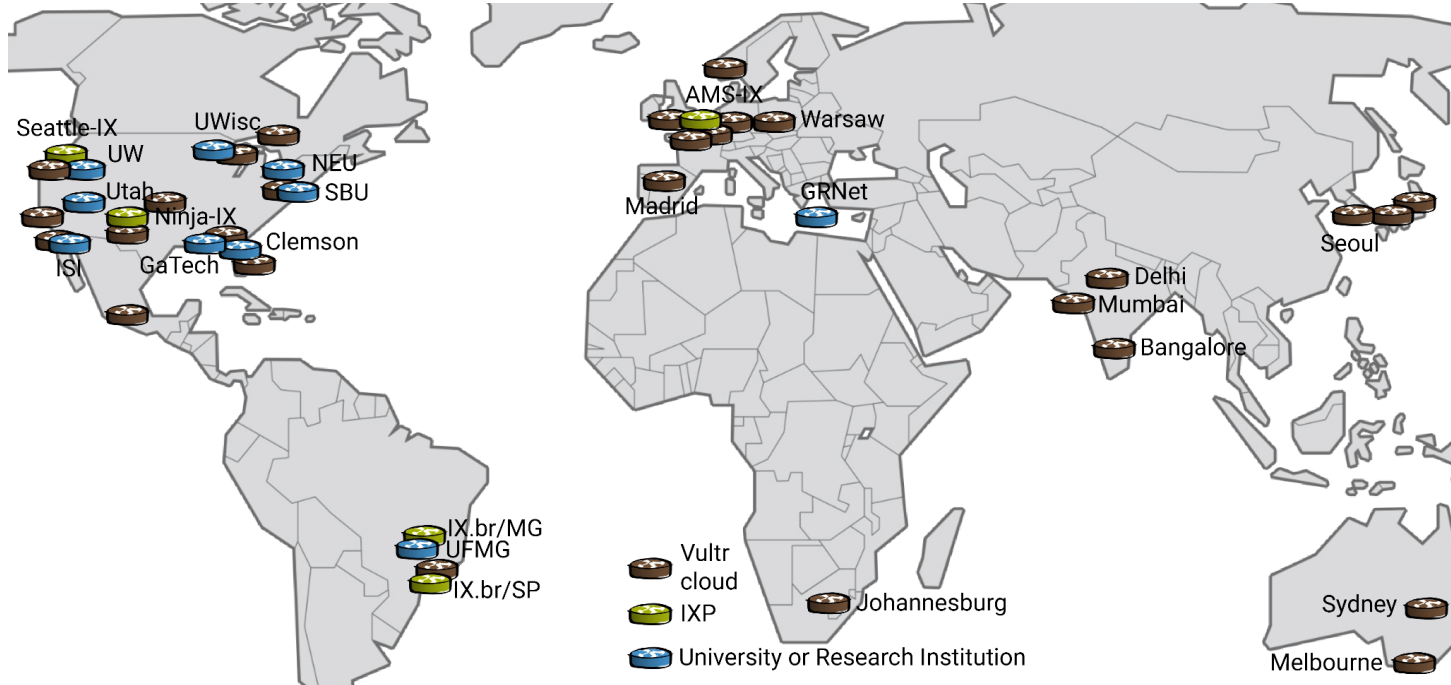 AMS-IX
Seattle-IX
UWisc
Warsaw
UW
NEU
Utah
SBU
Madrid
GRNet
Ninja-IX
Clemson
Seoul
ISI
GaTech
Delhi
Mumbai
Bangalore
IX.br/MG
UFMG
IX.br/SP
Vultr
cloud
IXP
University or Research Institution
Johannesburg
Sydney
Melbourne